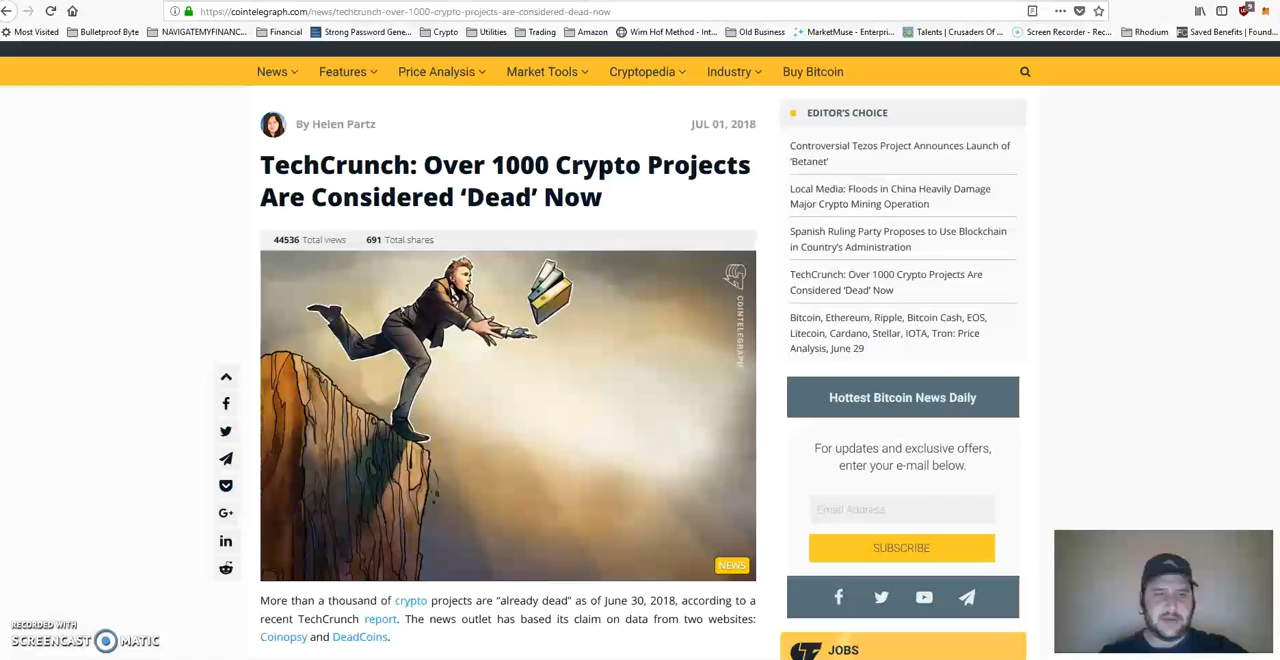 https://cointelegraph.com/news/techcrunch-over-1000-crypto-projects-are-considered-dead-now
Most Visited Bulletproof Byte NAVIGATEMYFINANC... Financial Strong Password Gene... Crypto Utilities Trading Amazon Wim Hof Method - Int... Old Business MarketMuse - Enterpri... Talents | Crusaders Of ... Screen Recorder - Rec... Rhodium Saved Benefits | Found...
News Features Price Analysis Market Tools Cryptopedia Industry Buy Bitcoin
By Helen Partz JUL 01, 2018
TechCrunch: Over 1000 Crypto Projects
Are Considered ‘Dead’ Now
44536 Total views 691 Total shares
COINTELEGRAPH
NEWS
More than a thousand of crypto projects are “already dead” as of June 30, 2018, according to a
recent TechCrunch report. The news outlet has based its claim on data from two websites:
Coinopsy and DeadCoins.
EDITOR'S CHOICE
Controversial Tezos Project Announces Launch of
'Betanet'
Local Media: Floods in China Heavily Damage
Major Crypto Mining Operation
Spanish Ruling Party Proposes to Use Blockchain
in Country's Administration
TechCrunch: Over 1000 Crypto Projects Are
Considered ‘Dead’ Now
Bitcoin, Ethereum, Ripple, Bitcoin Cash, EOS,
Litecoin, Cardano, Stellar, IOTA, Tron: Price
Analysis, June 29
Hottest Bitcoin News Daily
For updates and exclusive offers,
enter your e-mail below.
Email Address
SUBSCRIBE
JOBS
RECORDED WITH
SCREENCAST MATIC